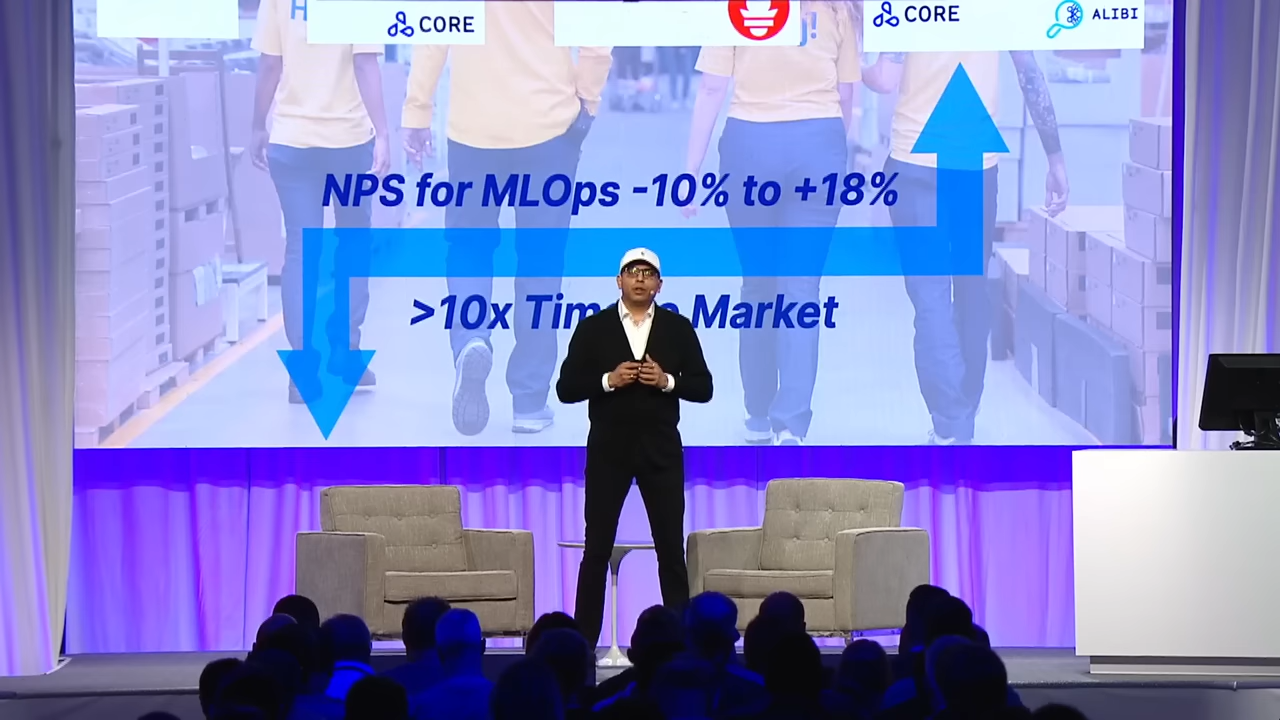 H
CORE
!
CORE
ALIBI
NPS for MLOps -10% to +18%
>10x Tim Market